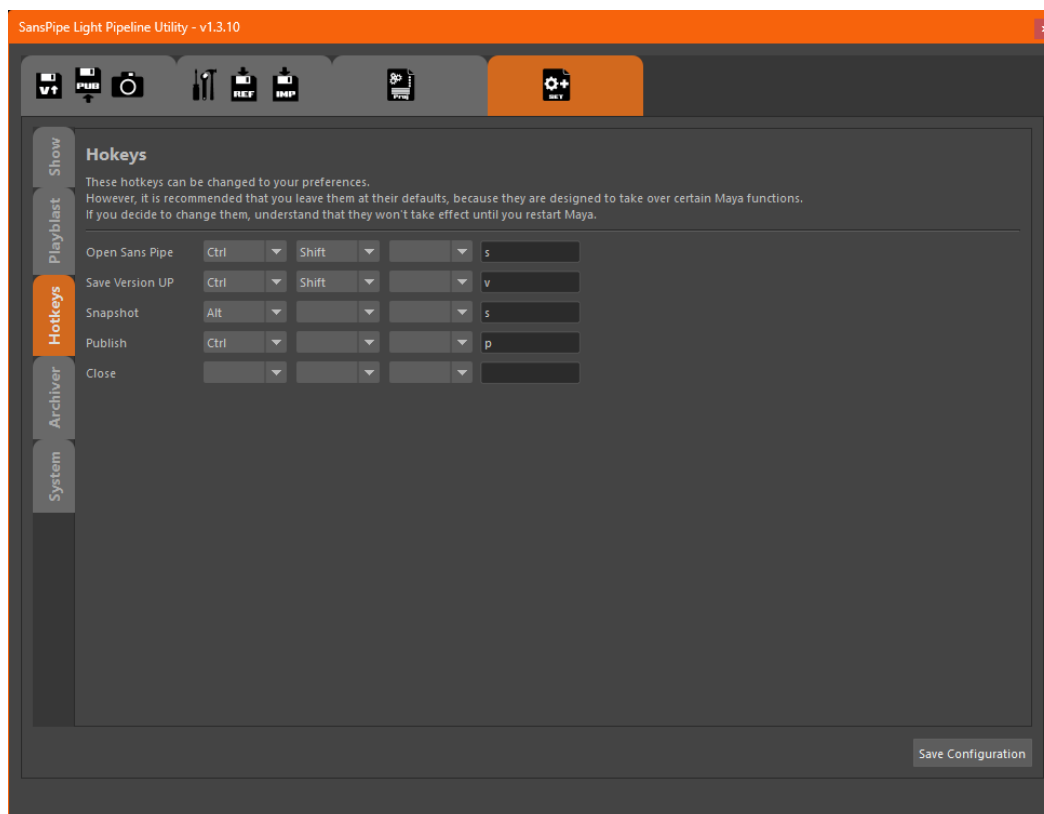 SansPipe Light Pipeline Utility - v1.3.10
V↑ PUB REF IMP Proj SET
Show
Playblast
Hotkeys
Archiver
System
Hokeys
These hotkeys can be changed to your preferences.
However, it is recommended that you leave them at their defaults, because they are designed to take over certain Maya functions.
If you decide to change them, understand that they won't take effect until you restart Maya.
Open Sans Pipe Ctrl Shift s
Save Version UP Ctrl Shift v
Snapshot Alt s
Publish Ctrl p
Close
Save Configuration